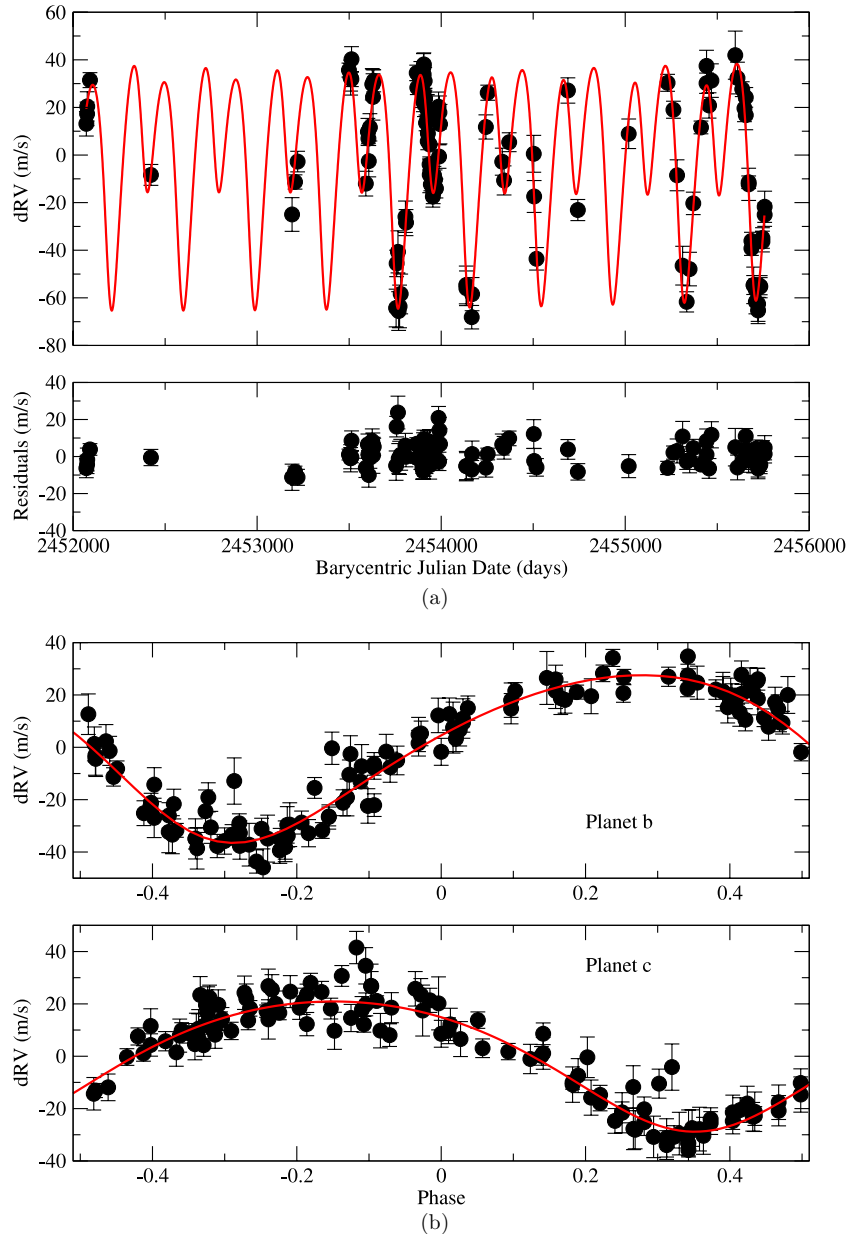 60
40
20
0
-20
-40
-60
-80
dRV (m/s)
40
20
0
-20
-40
Residuals (m/s)
2452000 2453000 2454000 2455000 2456000
Barycentric Julian Date (days)
(a)
40
20
0
-20
-40
dRV (m/s)
Planet b
-0.4 -0.2 0 0.2 0.4
40
20
0
-20
-40
dRV (m/s)
Planet c
-0.4 -0.2 0 0.2 0.4
Phase
(b)